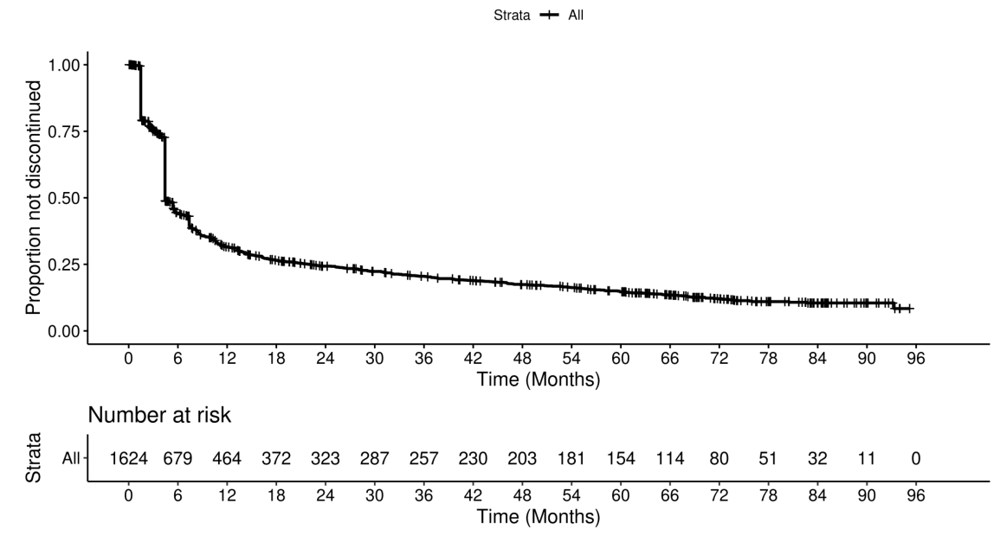 Strata All
Proportion not discontinued
1.00
0.75
0.50
0.25
0.00
0 6 12 18 24 30 36 42 48 54 60 66 72 78 84 90 96
Time (Months)
Number at risk
Strata
All 1624 679 464 372 323 287 257 230 203 181 154 114 80 51 32 11 0
0 6 12 18 24 30 36 42 48 54 60 66 72 78 84 90 96
Time (Months)